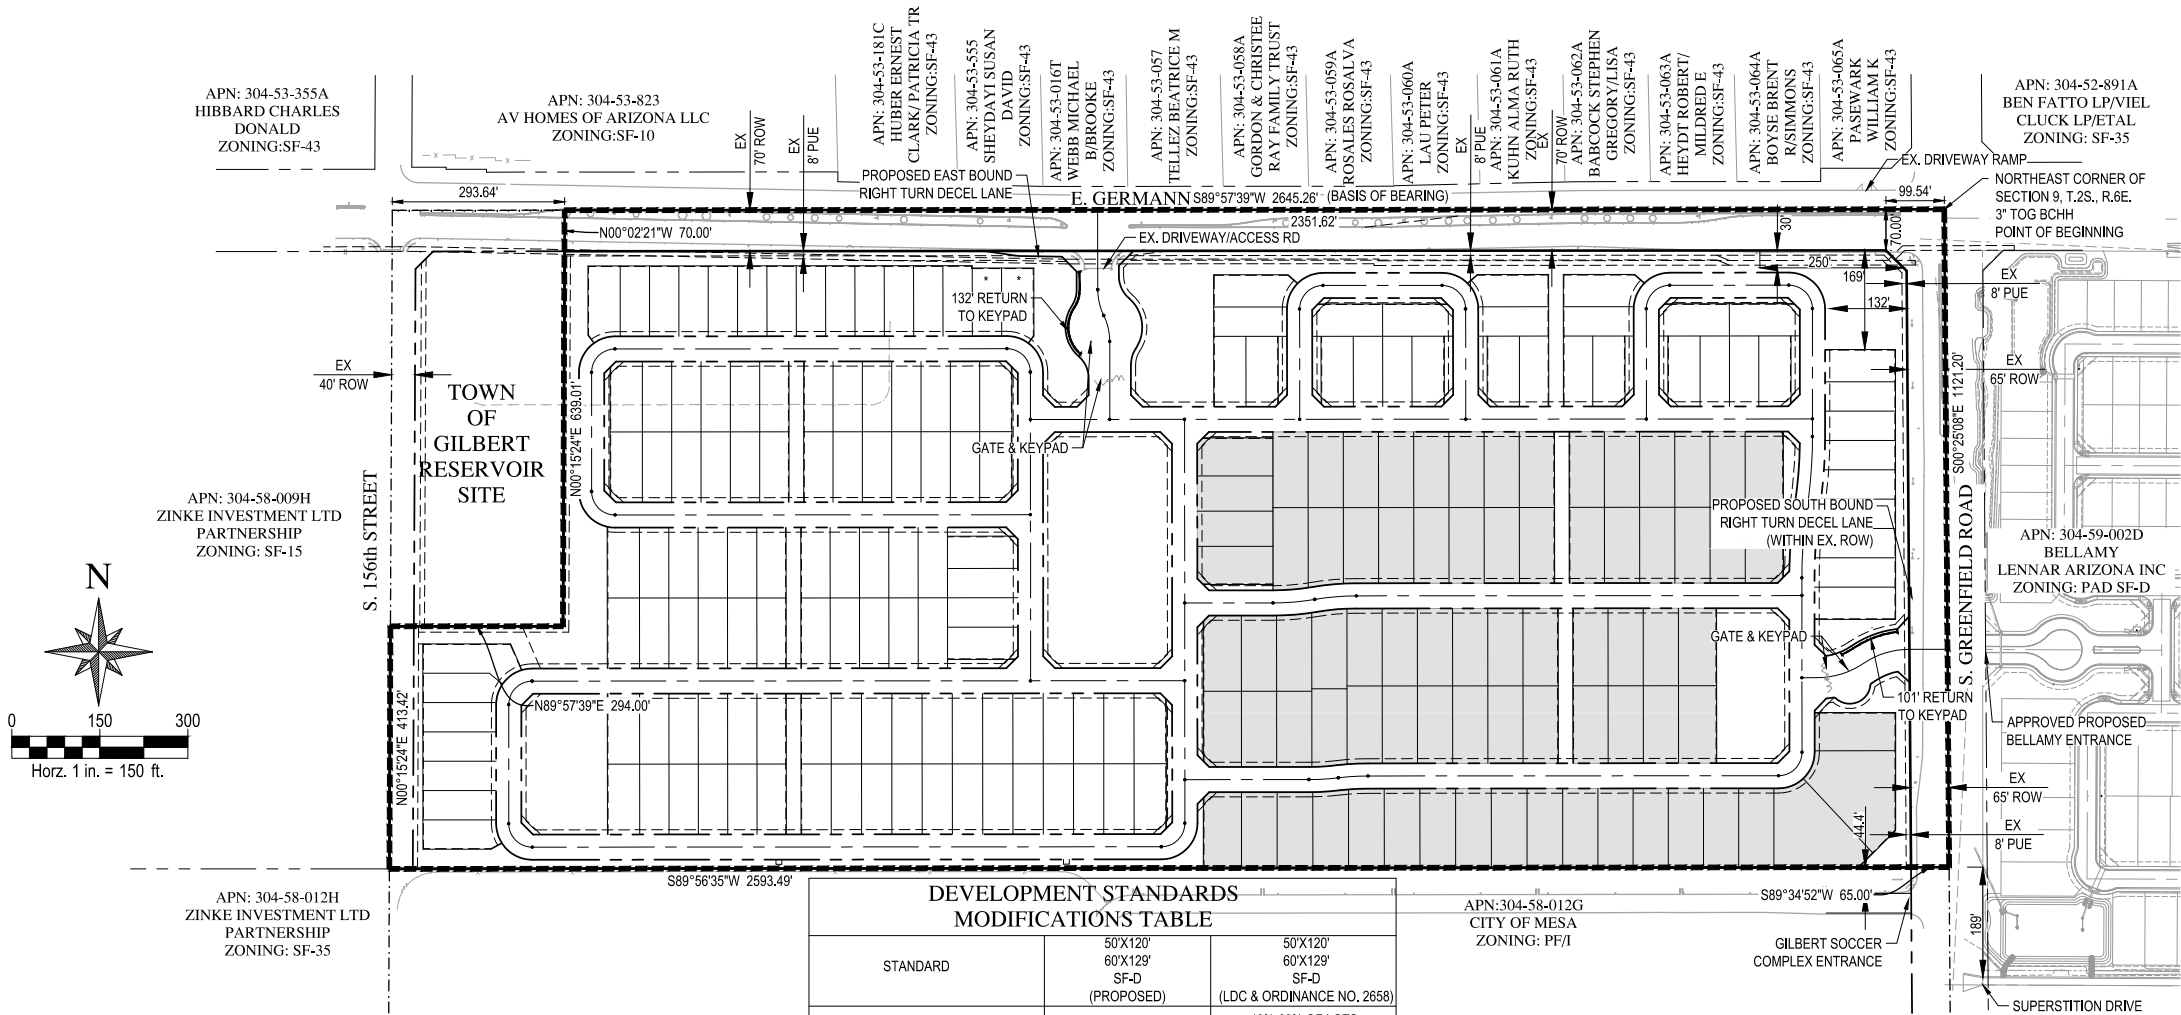 APN: 304-53-355A
HIBBARD CHARLES
DONALD
ZONING:SF-43
APN: 304-53-823
AV HOMES OF ARIZONA LLC
ZONING:SF-10
EX
70' ROW
EX
8' PUE
APN: 304-53-181C
HUBER ERNEST
CLARK/PATRICIA TR
ZONING:SF-43
APN: 304-53-555
SHEYDAYI SUSAN
DAVID
ZONING:SF-43
APN: 304-53-016T
WEBB MICHAEL
B/BROOKE
ZONING:SF-43
APN: 304-53-057
TELLEZ BEATRICE M
ZONING:SF-43
APN: 304-53-058A
GORDON & CHRISTEE
RAY FAMILY TRUST
ZONING:SF-43
APN: 304-53-059A
ROSALES ROSALVA
ZONING:SF-43
APN: 304-53-060A
LAU PETER
ZONING:SF-43
EX
8' PUE
APN: 304-53-061A
KUHN ALMA RUTH
ZONING:SF-43
EX
70' ROW
APN: 304-53-062A
BABCOCK STEPHEN
GREGORY/LISA
ZONING:SF-43
APN: 304-53-063A
HEYDT ROBERT/
MILDRED E
ZONING:SF-43
APN: 304-53-064A
BOYSE BRENT
R/SIMMONS
ZONING:SF-43
APN: 304-53-065A
PASEWARK
WILLIAM K
ZONING:SF-43
APN: 304-52-891A
BEN FATTO LP/VIEL
CLUCK LP/ETAL
ZONING: SF-35
EX. DRIVEWAY RAMP
NORTHEAST CORNER OF
SECTION 9, T.2S., R.6E.
3" TOG BCHH
POINT OF BEGINNING
293.64'
PROPOSED EAST BOUND
RIGHT TURN DECEL LANE
E. GERMANN S89°57'39"W 2645.26' (BASIS OF BEARING)
99.54'
2351.62'
N00°02'21"W 70.00'
EX. DRIVEWAY/ACCESS RD
30'
70.00'
250'
169'
132'
EX
8' PUE
* *
132' RETURN
TO KEYPAD
EX
40' ROW
EX
65' ROW
TOWN
OF
GILBERT
RESERVOIR
SITE
N00°15'24"E 639.01'
S00°25'08"E 1121.20'
GATE & KEYPAD
APN: 304-58-009H
ZINKE INVESTMENT LTD
PARTNERSHIP
ZONING: SF-15
S. 156th STREET
PROPOSED SOUTH BOUND
RIGHT TURN DECEL LANE
(WITHIN EX. ROW)
S. GREENFIELD ROAD
APN: 304-59-002D
BELLAMY
LENNAR ARIZONA INC
ZONING: PAD SF-D
N
GATE & KEYPAD
0 150 300
Horz. 1 in. = 150 ft.
N00°15'24"E 413.42'
N89°57'39"E 294.00'
101' RETURN
TO KEYPAD
APPROVED PROPOSED
BELLAMY ENTRANCE
EX
65' ROW
44.4'
EX
8' PUE
S89°56'35"W 2593.49'
S89°34'52"W 65.00'
189'
APN: 304-58-012H
ZINKE INVESTMENT LTD
PARTNERSHIP
ZONING: SF-35
APN:304-58-012G
CITY OF MESA
ZONING: PF/I
GILBERT SOCCER
COMPLEX ENTRANCE
SUPERSTITION DRIVE
DEVELOPMENT STANDARDS
MODIFICATIONS TABLE
STANDARD
50'X120'
60'X129'
SF-D
(PROPOSED)
50'X120'
60'X129'
SF-D
(LDC & ORDINANCE NO. 2658)